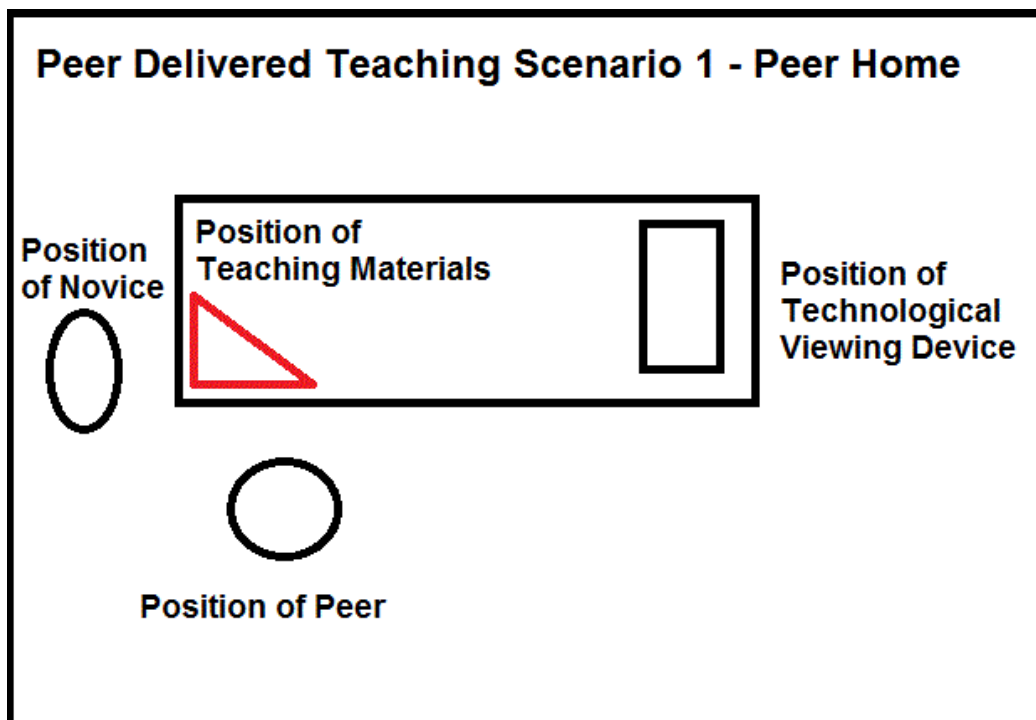 Peer Delivered Teaching Scenario 1 - Peer Home
Position
of Novice
Position of
Teaching Materials
Position of
Technological
Viewing Device
Position of Peer